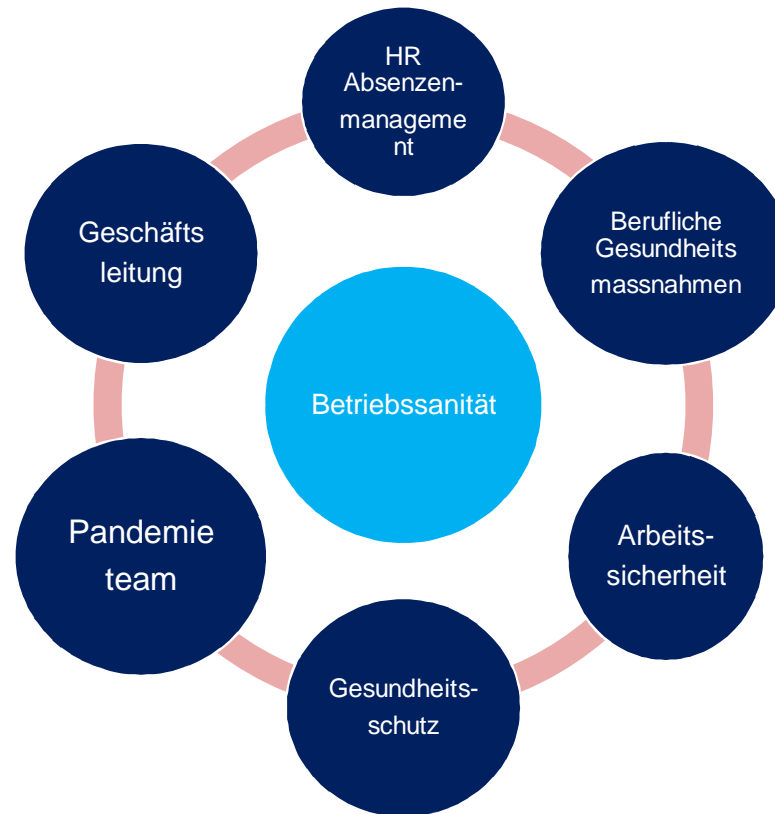 HR
Absenzen-
manageme
nt
Geschäfts
leitung
Berufliche
Gesundheits
massnahmen
Betriebssanität
Pandemie
team
Arbeits-
sicherheit
Gesundheits-
schutz